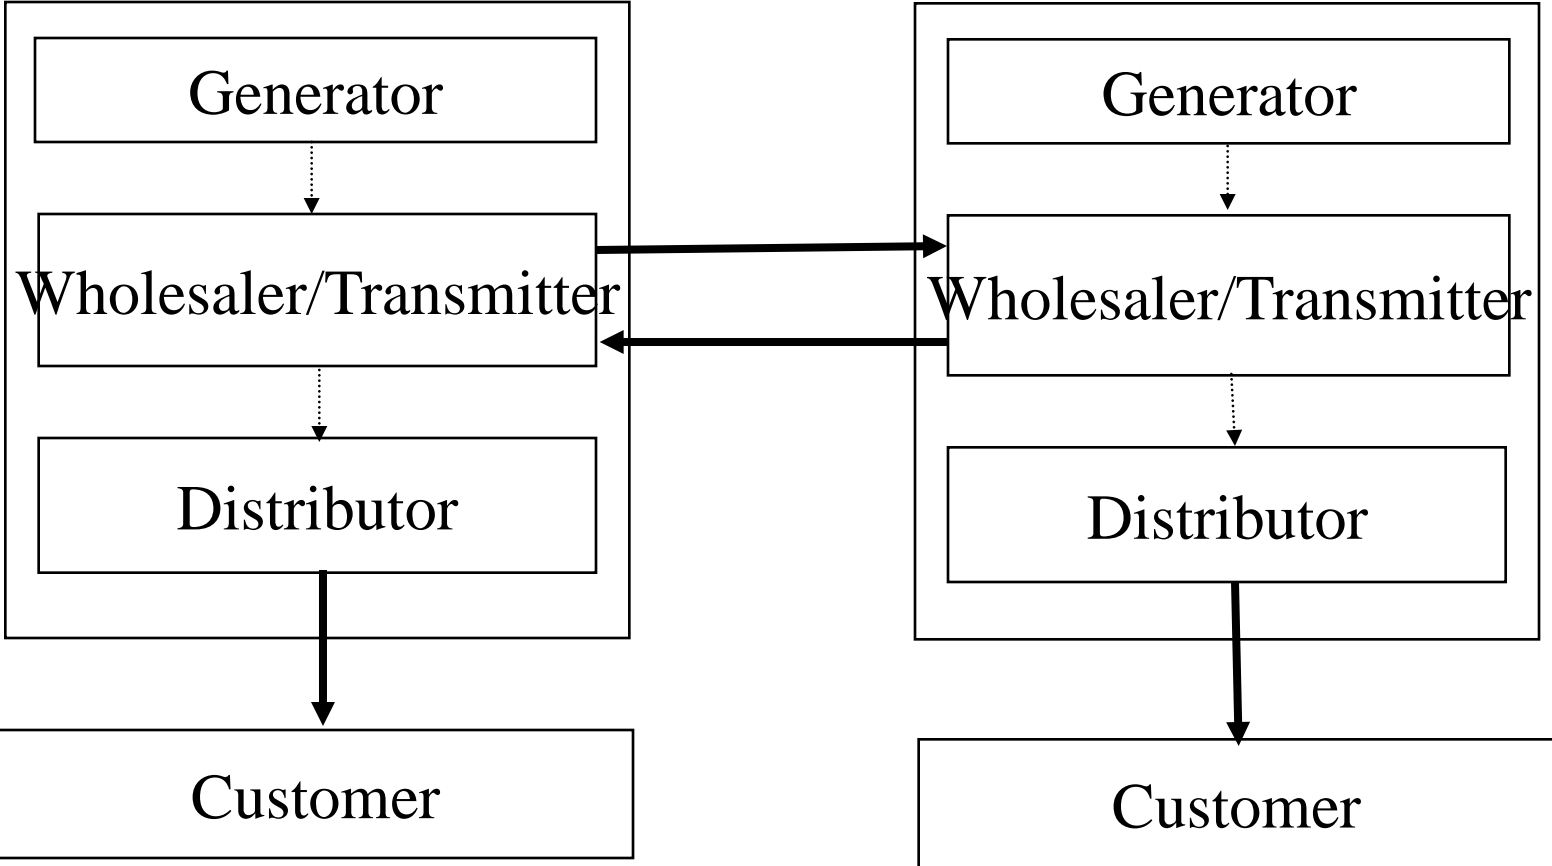 Generator
Wholesaler/Transmitter
Distributor
Customer
Generator
Wholesaler/Transmitter
Distributor
Customer